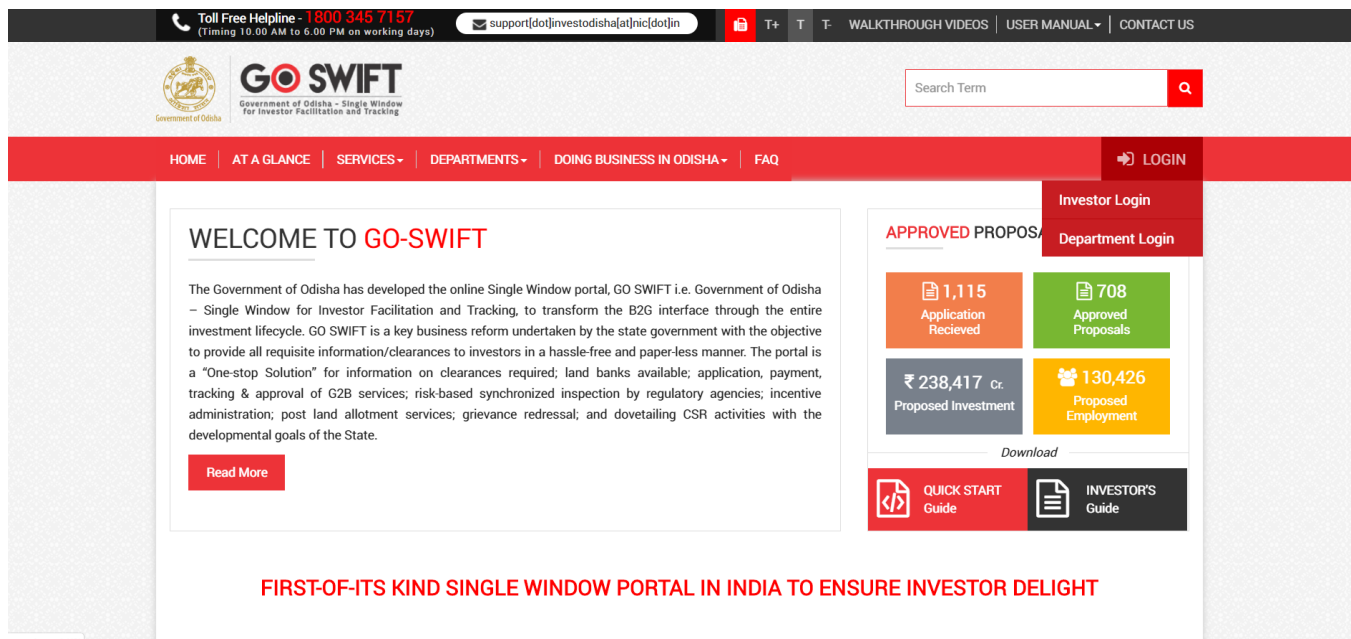 Toll Free Helpline - 1800 345 7157
(Timing 10.00 AM to 6.00 PM on working days)
support[dot]investodisha[at]nic[dot]in
T+ T T-
WALKTHROUGH VIDEOS | USER MANUAL | CONTACT US
Government of Odisha
GO SWIFT
Government of Odisha - Single Window
for Investor Facilitation and Tracking
Search Term
HOME | AT A GLANCE | SERVICES | DEPARTMENTS | DOING BUSINESS IN ODISHA | FAQ
LOGIN
Investor Login
Department Login
WELCOME TO GO-SWIFT
The Government of Odisha has developed the online Single Window portal, GO SWIFT i.e. Government of Odisha
– Single Window for Investor Facilitation and Tracking, to transform the B2G interface through the entire
investment lifecycle. GO SWIFT is a key business reform undertaken by the state government with the objective
to provide all requisite information/clearances to investors in a hassle-free and paper-less manner. The portal is
a “One-stop Solution” for information on clearances required; land banks available; application, payment,
tracking & approval of G2B services; risk-based synchronized inspection by regulatory agencies; incentive
administration; post land allotment services; grievance redressal; and dovetailing CSR activities with the
developmental goals of the State.
Read More
APPROVED PROPOSA
1,115
Application
Recieved
708
Approved
Proposals
₹ 238,417 Cr.
Proposed Investment
130,426
Proposed
Employment
Download
QUICK START
Guide
INVESTOR'S
Guide
FIRST-OF-ITS KIND SINGLE WINDOW PORTAL IN INDIA TO ENSURE INVESTOR DELIGHT